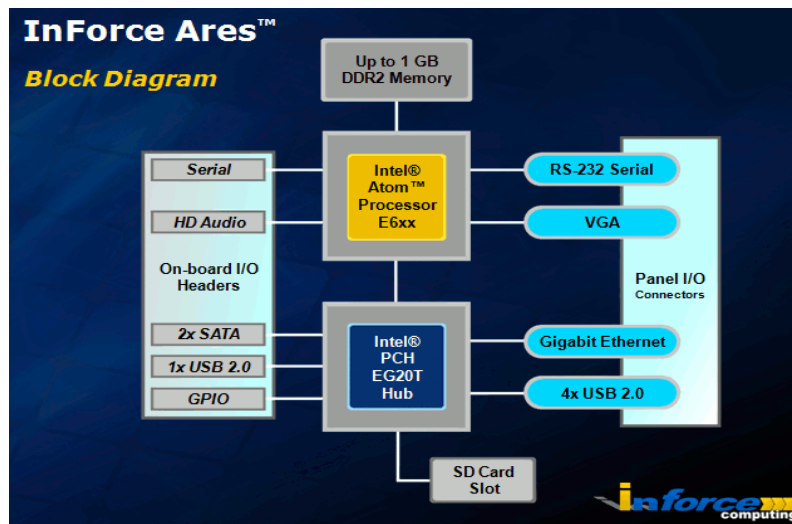 InForce Ares™
Block Diagram
Up to 1 GB
DDR2 Memory
Serial
HD Audio
On-board I/O
Headers
2x SATA
1x USB 2.0
GPIO
Intel®
Atom™
Processor
E6xx
Intel®
PCH
EG20T
Hub
RS-232 Serial
VGA
Panel I/O
Connectors
Gigabit Ethernet
4x USB 2.0
SD Card
Slot
inforce
computing